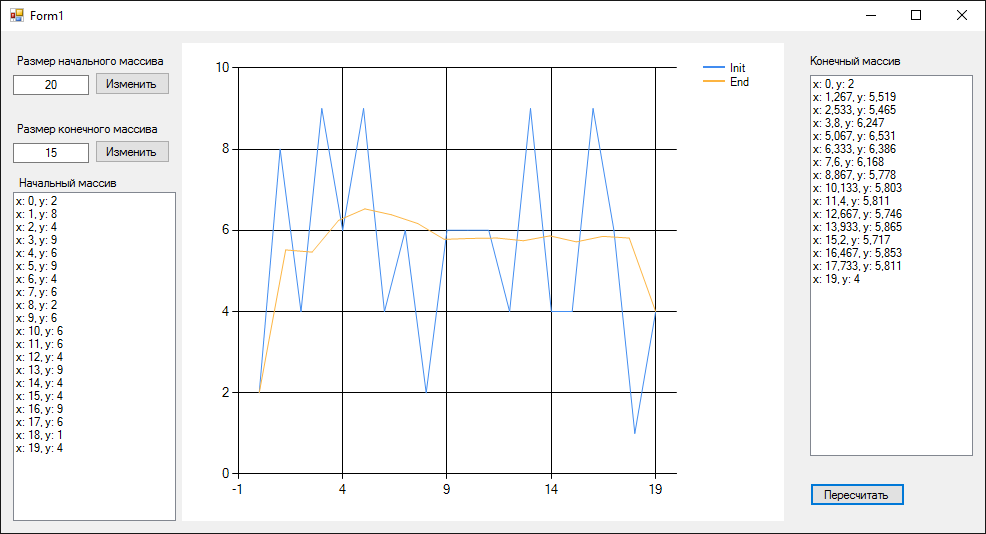 Form1
Размер начального массива
20
Изменить
Размер конечного массива
15
Изменить
Начальный массив
x: 0, y: 2
x: 1, y: 8
x: 2, y: 4
x: 3, y: 9
x: 4, y: 6
x: 5, y: 9
x: 6, y: 4
x: 7, y: 6
x: 8, y: 2
x: 9, y: 6
x: 10, y: 6
x: 11, y: 6
x: 12, y: 4
x: 13, y: 9
x: 14, y: 4
x: 15, y: 4
x: 16, y: 9
x: 17, y: 6
x: 18, y: 1
x: 19, y: 4
10
8
6
4
2
0
-1 4 9 14 19
Init
End
Конечный массив
x: 0, y: 2
x: 1,267, y: 5,519
x: 2,533, y: 5,465
x: 3,8, y: 6,247
x: 5,067, y: 6,531
x: 6,333, y: 6,386
x: 7,6, y: 6,168
x: 8,867, y: 5,778
x: 10,133, y: 5,803
x: 11,4, y: 5,811
x: 12,667, y: 5,746
x: 13,933, y: 5,865
x: 15,2, y: 5,717
x: 16,467, y: 5,853
x: 17,733, y: 5,811
x: 19, y: 4
Пересчитать